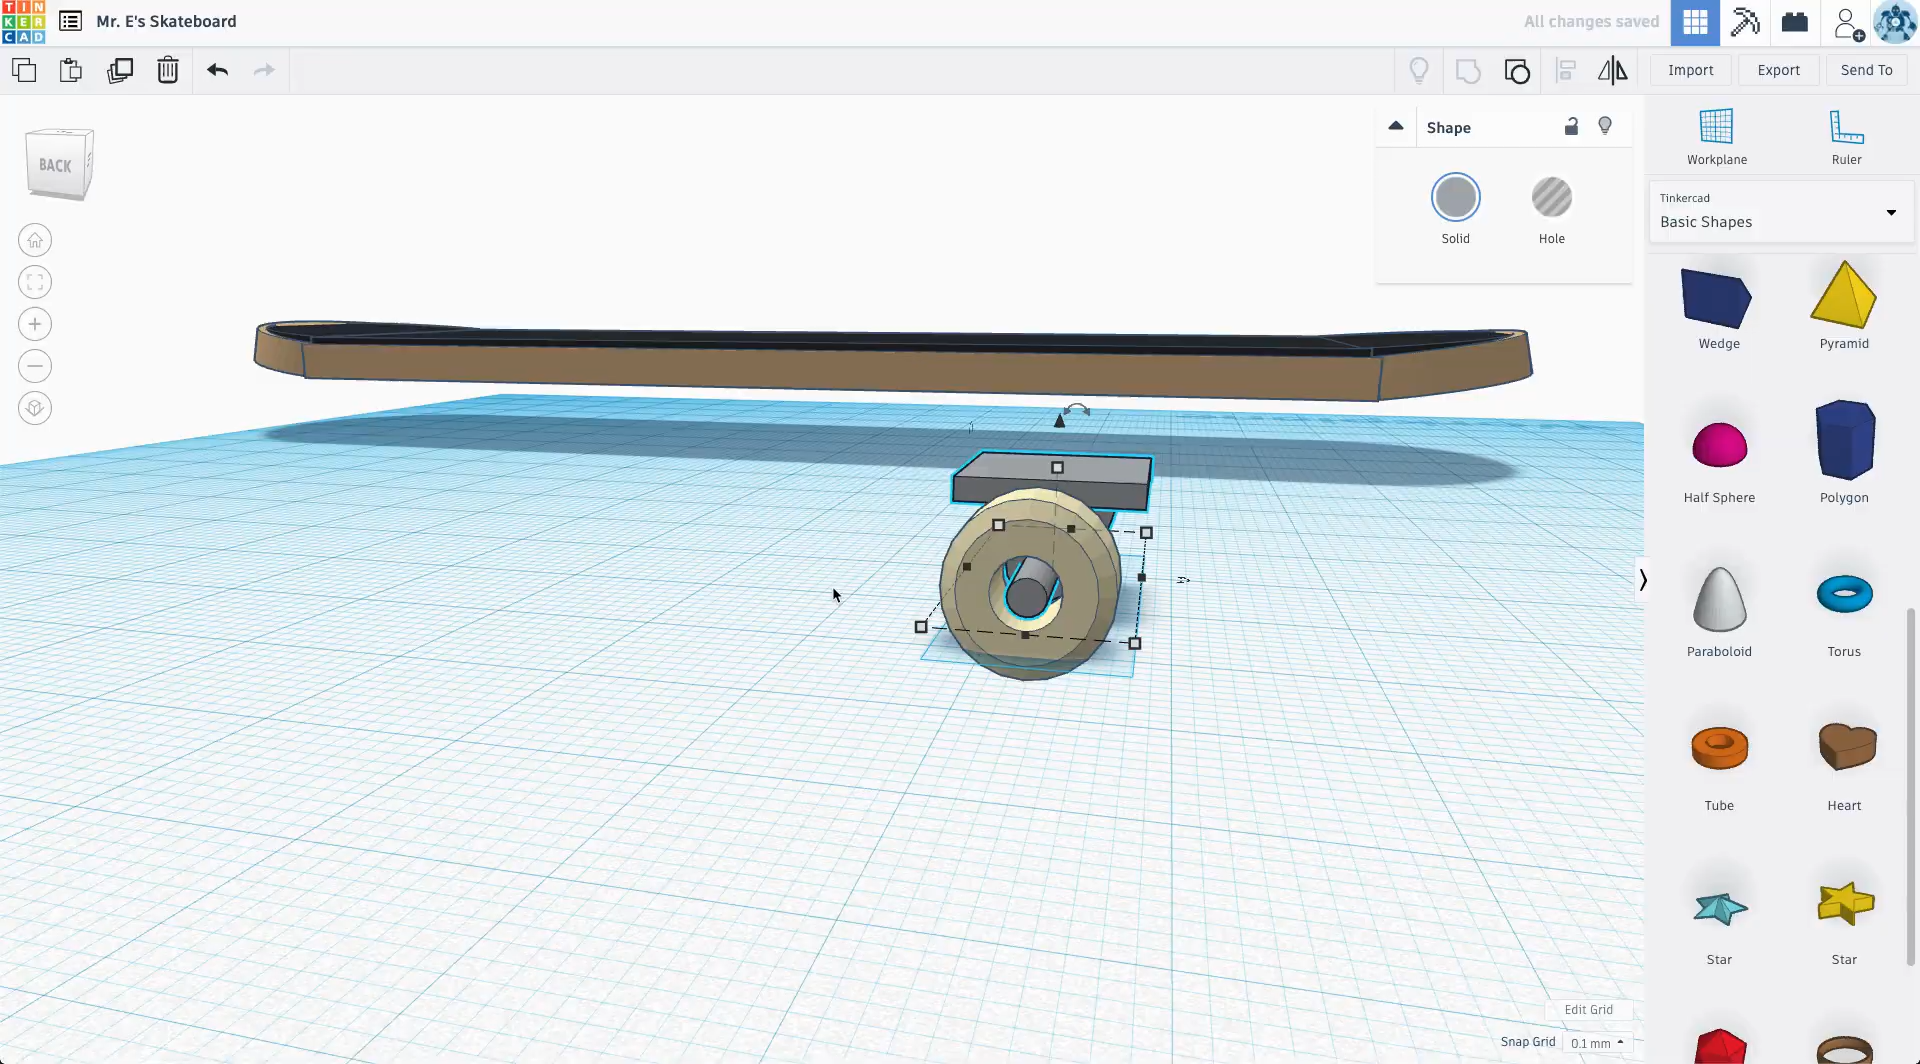 TIN
KER
CAD
Mr. E's Skateboard
All changes saved
Import
Export
Send To
BACK
Shape
Solid
Hole
Workplane
Ruler
Tinkercad
Basic Shapes
Wedge
Pyramid
Half Sphere
Polygon
Paraboloid
Torus
Tube
Heart
Star
Star
Edit Grid
Snap Grid
0.1 mm